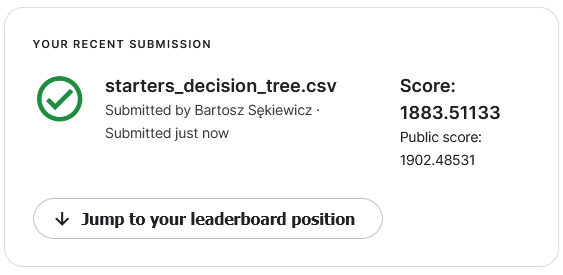 YOUR RECENT SUBMISSION
starters_decision_tree.csv
Submitted by Bartosz Sękiewicz ·
Submitted just now
Score:
1883.51133
Public score:
1902.48531
Jump to your leaderboard position